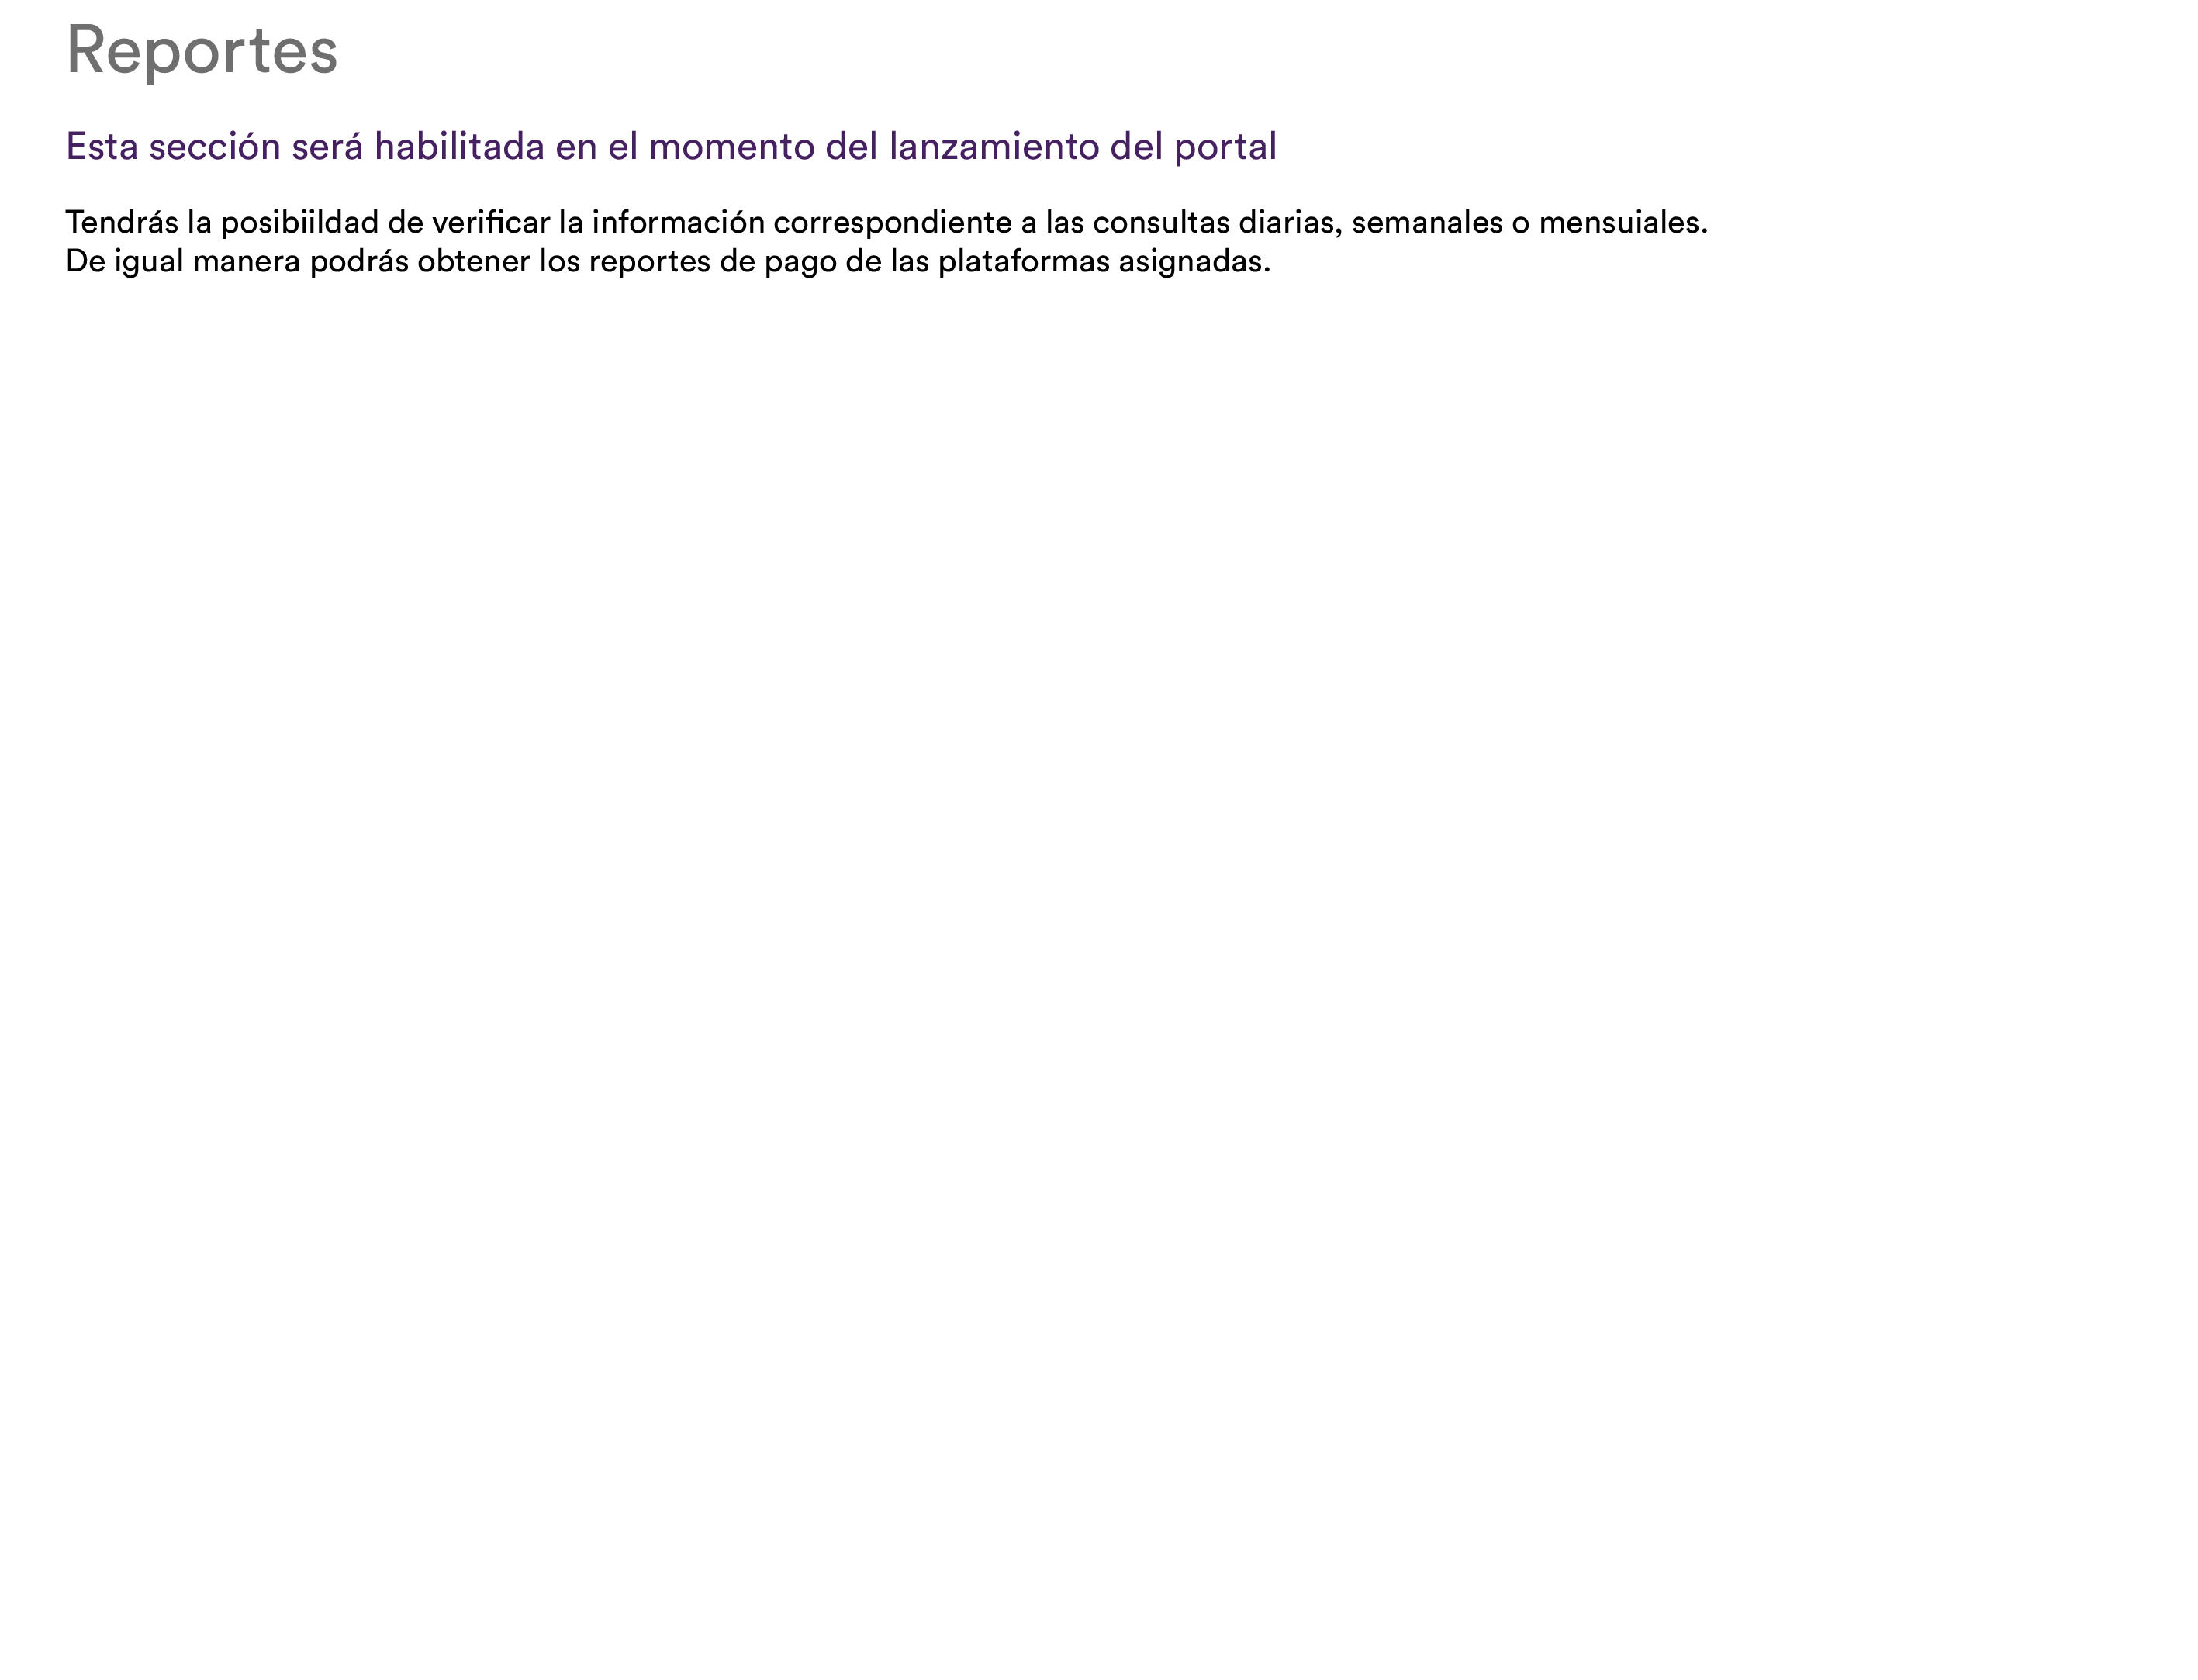 Reportes
Esta sección será habilitada en el momento del lanzamiento del portal
Tendrás la posibiildad de verificar la información correspondiente a las consultas diarias, semanales o mensuiales.
De igual manera podrás obtener los reportes de pago de las plataformas asignadas.